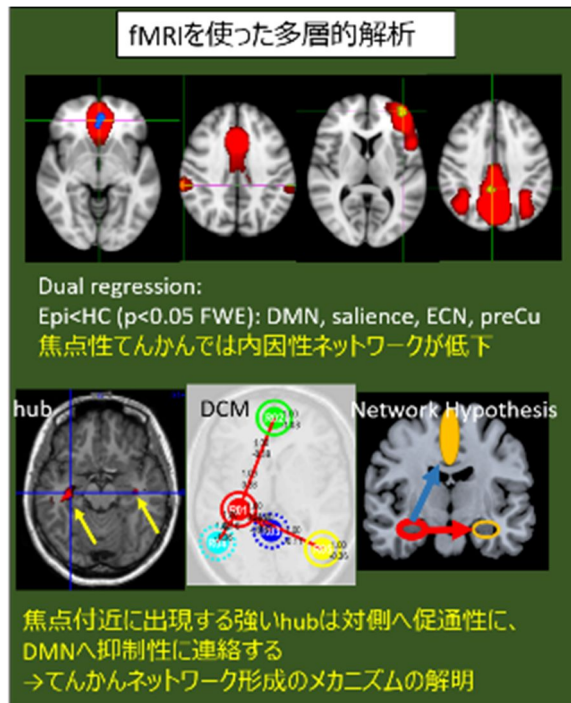 fMRIを使った多層的解析
Dual regression:
Epi<HC (p<0.05 FWE): DMN, salience, ECN, preCu
焦点性てんかんでは内因性ネットワークが低下
hub
DCM
Network Hypothesis
R01
焦点付近に出現する強いhubは対側へ促通性に、
DMNへ抑制性に連絡する
→てんかんネットワーク形成のメカニズムの解明